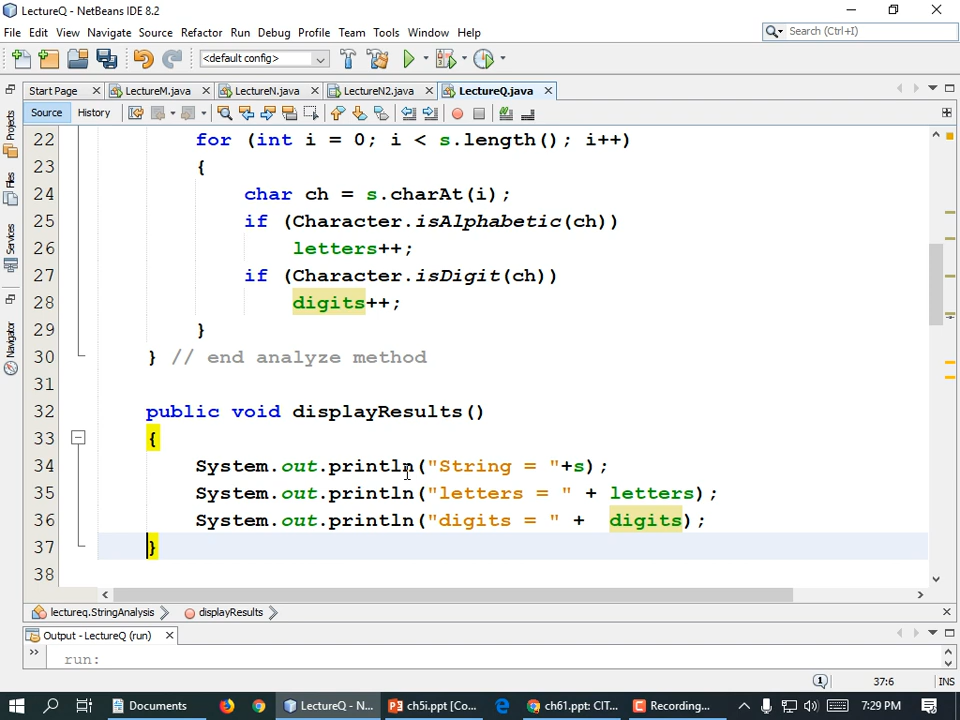 LectureQ - NetBeans IDE 8.2
File Edit View Navigate Source Refactor Run Debug Profile Team Tools Window Help
Search (Ctrl+I)
<default config>
Start Page LectureM.java LectureN.java LectureN2.java LectureQ.java
Source History
Projects
Files
Services
Navigator
22 for (int i = 0; i < s.length(); i++)
23 {
24 char ch = s.charAt(i);
25 if (Character.isAlphabetic(ch))
26 letters++;
27 if (Character.isDigit(ch))
28 digits++;
29 }
30 } // end analyze method
31
32 public void displayResults()
33 {
34 System.out.println("String = "+s);
35 System.out.println("letters = " + letters);
36 System.out.println("digits = " +  digits);
37 }
38
lectureq.StringAnalysis displayResults
Output - LectureQ (run)
run:
1 37:6 INS
Documents LectureQ - N... ch5i.ppt [Co... ch61.ppt: CIT... Recording... 7:29 PM